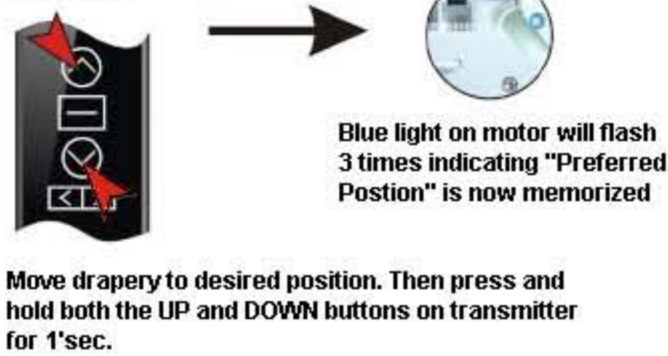 Blue light on motor will flash
3 times indicating "Preferred
Postion" is now memorized
Move drapery to desired position. Then press and
hold both the UP and DOWN buttons on transmitter
for 1'sec.